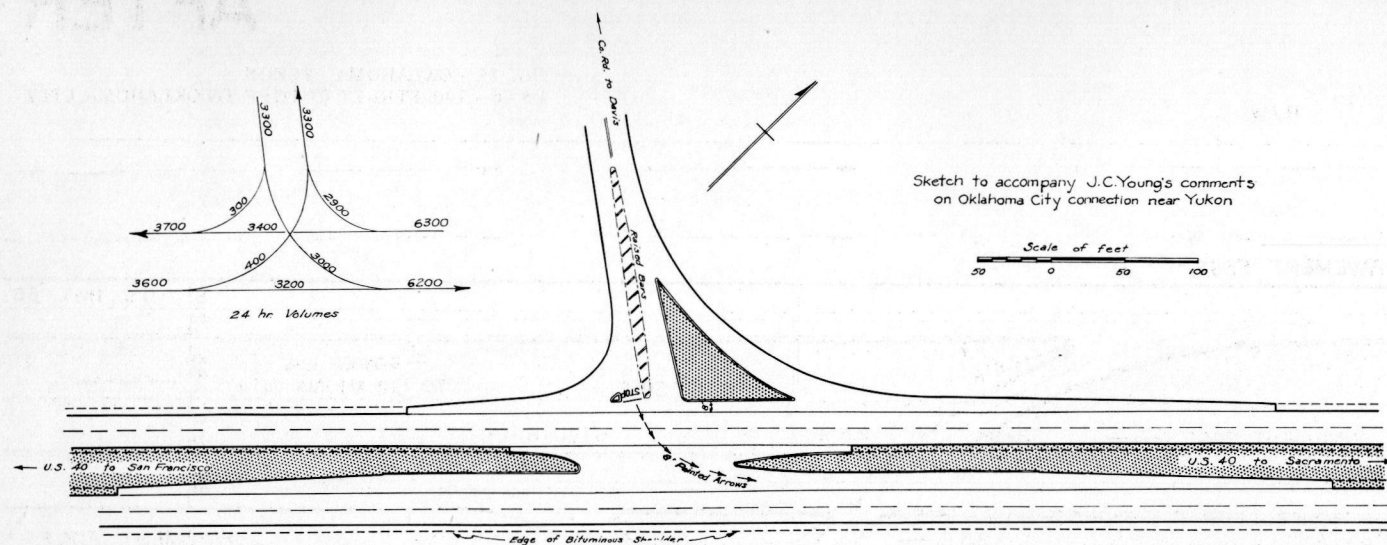 Co. Rd. to Davis
3300
3300
300
2900
3700
3400
6300
400
3000
3600
3200
6200
24 hr. Volumes
Sketch to accompany J.C.Young's comments
on Oklahoma City connection near Yukon
Scale of feet
50 0 50 100
Raised Bars
STOP
6'
U.S. 40 to San Francisco
8 Painted Arrows
U.S. 40 to Sacramento
Edge of Bituminous Shoulder